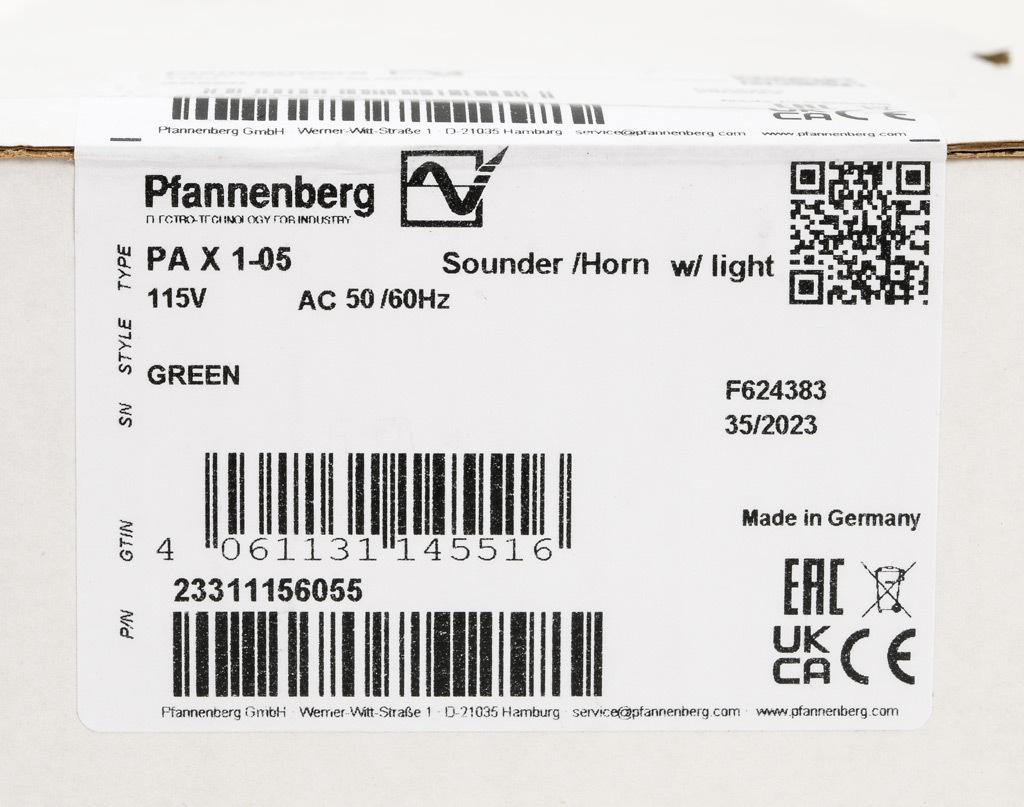 Pfannenberg GmbH Werner-Witt-Straße 1 · D-21035 Hamburg service@pfannenberg.com www.pfannenberg.com
UK
CA CE
Pfannenberg
ELECTRO-TECHNOLOGY FOR INDUSTRY
TYPE
PA X 1-05
Sounder /Horn w/ light
115V AC 50 /60Hz
STYLE
GREEN
SN
F624383
35/2023
GTIN
4 061131 145516
Made in Germany
P/N
23311156055
EAC
UK
CA CE
Pfannenberg GmbH · Werner-Witt-Straße 1 · D-21035 Hamburg service@pfannenberg.com · www.pfannenberg.com